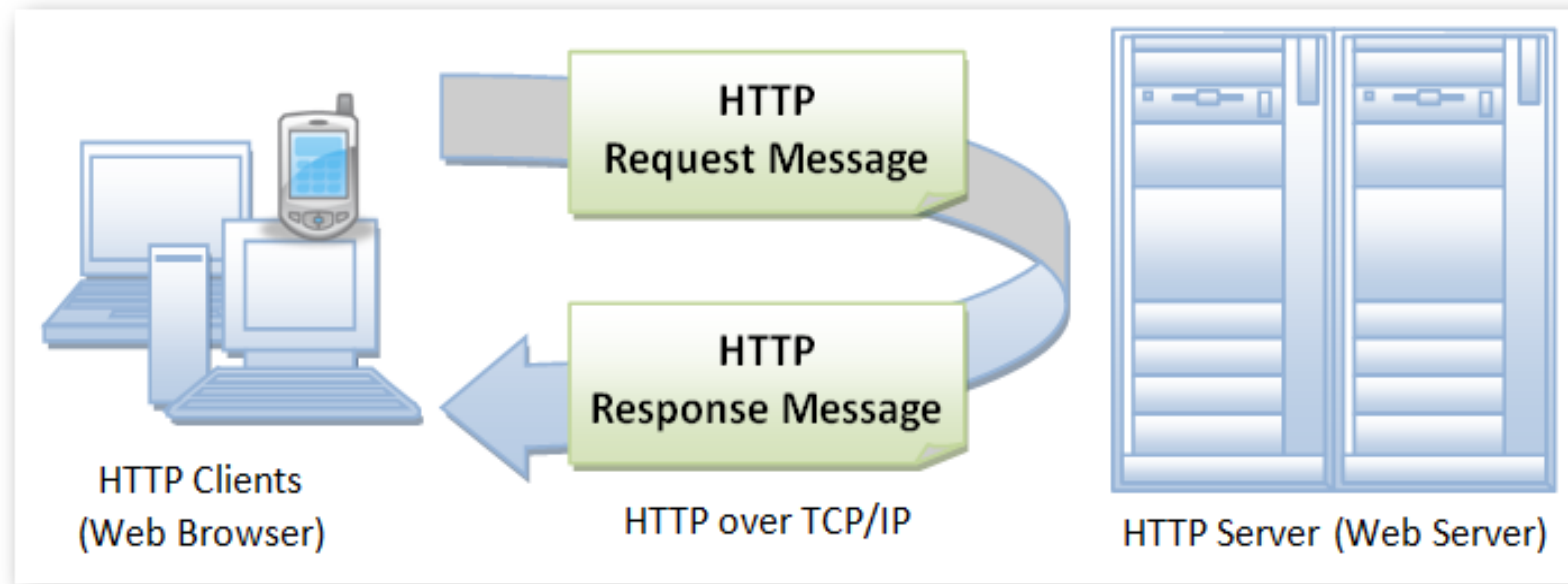 HTTP
Request Message
HTTP
Response Message
HTTP Clients
(Web Browser)
HTTP over TCP/IP
HTTP Server (Web Server)